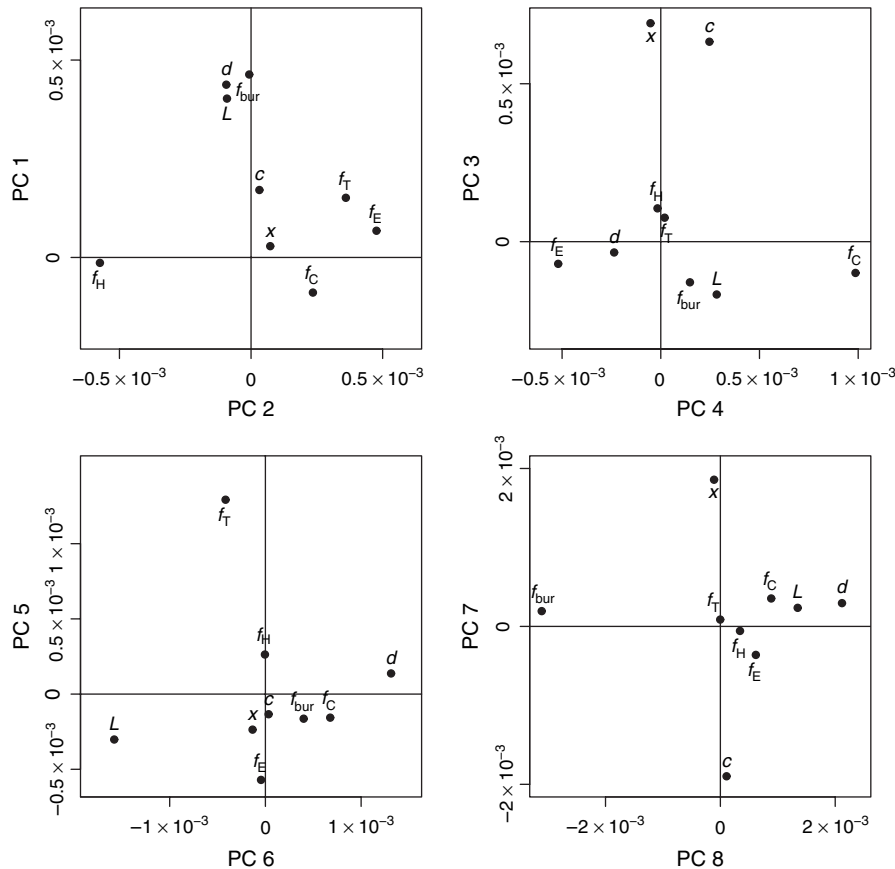 0.5 × 10⁻³
0
PC 1
d
f_bur
L
c
f_T
x
f_E
f_H
f_C
−0.5 × 10⁻³ 0 0.5 × 10⁻³
PC 2
0.5 × 10⁻³
0
PC 3
x
c
f_H
f_T
f_E
d
f_C
f_bur
L
−0.5 × 10⁻³ 0 0.5 × 10⁻³ 1 × 10⁻³
PC 4
1 × 10⁻³
0.5 × 10⁻³
0
−0.5 × 10⁻³
PC 5
f_T
f_H
d
L
x
c
f_bur
f_C
f_E
−1 × 10⁻³ 0 1 × 10⁻³
PC 6
2 × 10⁻³
0
−2 × 10⁻³
PC 7
x
f_bur
f_T
f_C
L
d
f_H
f_E
c
−2 × 10⁻³ 0 2 × 10⁻³
PC 8